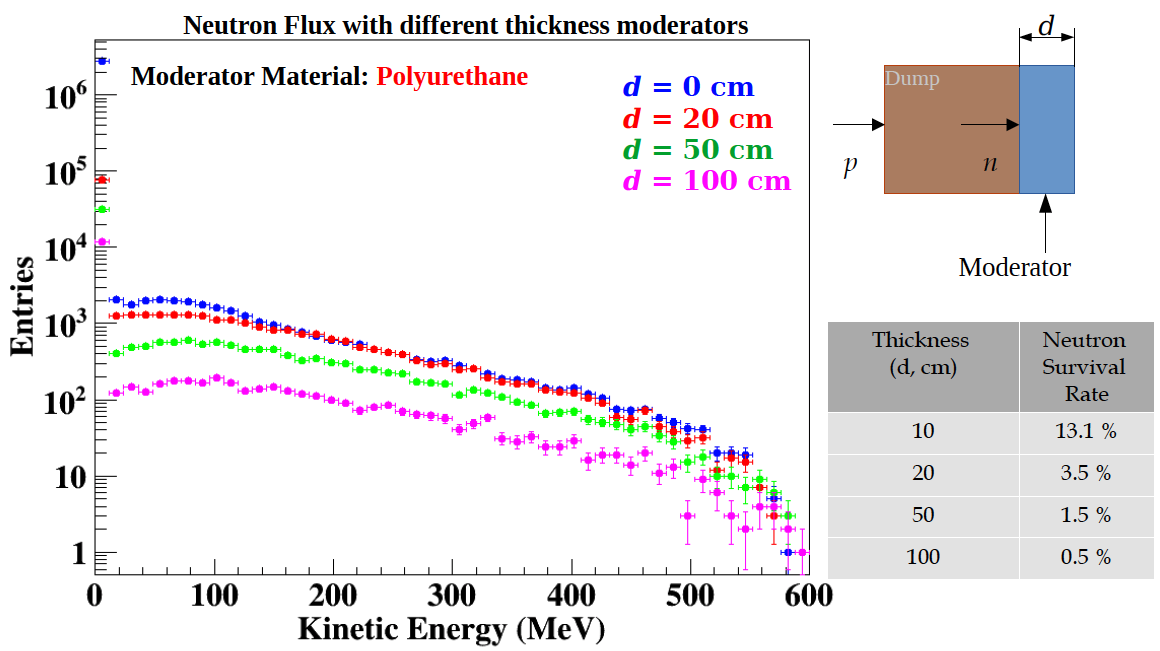 Neutron Flux with different thickness moderators
Moderator Material: Polyurethane
d = 0 cm
d = 20 cm
d = 50 cm
d = 100 cm
10⁶
10⁵
10⁴
10³
10²
10
1
Entries
0 100 200 300 400 500 600
Kinetic Energy (MeV)
d
Dump
p
n
Moderator
Thickness (d, cm) Neutron Survival Rate
10 13.1 %
20 3.5 %
50 1.5 %
100 0.5 %